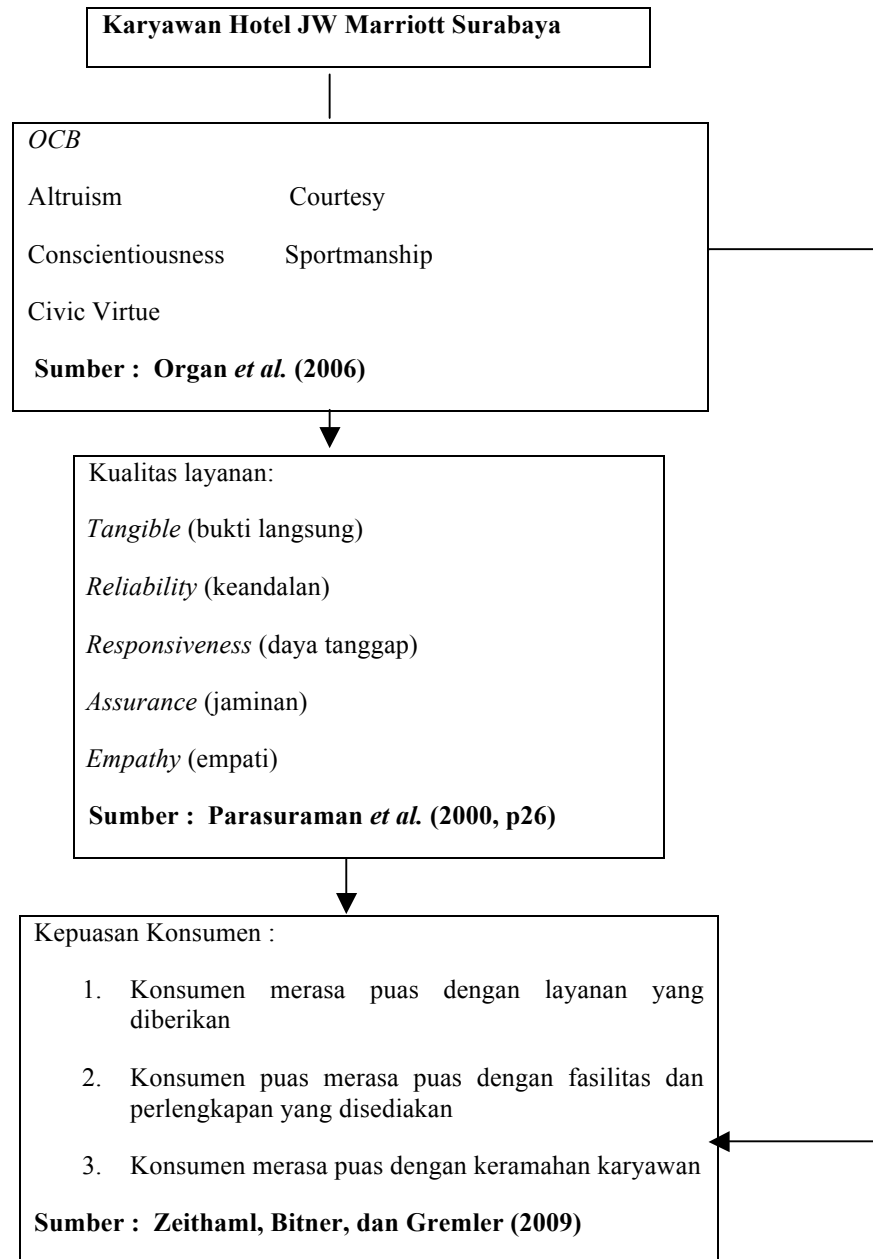 Karyawan Hotel JW Marriott Surabaya
OCB
Altruism Courtesy
Conscientiousness Sportmanship
Civic Virtue
Sumber : Organ et al. (2006)
Kualitas layanan:
Tangible (bukti langsung)
Reliability (keandalan)
Responsiveness (daya tanggap)
Assurance (jaminan)
Empathy (empati)
Sumber : Parasuraman et al. (2000, p26)
Kepuasan Konsumen :
1. Konsumen merasa puas dengan layanan yang
diberikan
2. Konsumen puas merasa puas dengan fasilitas dan
perlengkapan yang disediakan
3. Konsumen merasa puas dengan keramahan karyawan
Sumber : Zeithaml, Bitner, dan Gremler (2009)